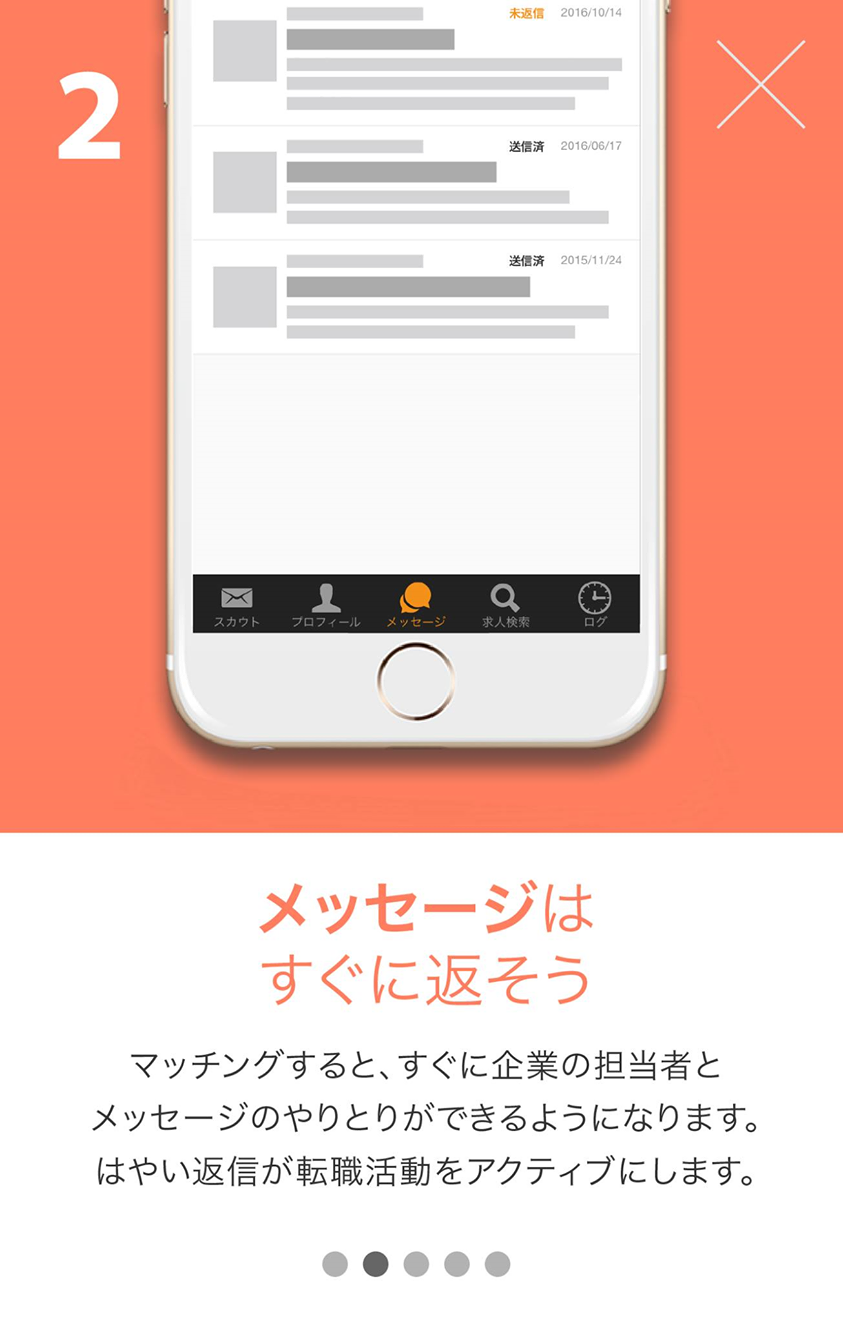 2
未返信 2016/10/14
送信済 2016/06/17
送信済 2015/11/24
スカウト プロフィール メッセージ 求人検索 ログ
メッセージは
すぐに返そう
マッチングすると、すぐに企業の担当者と
メッセージのやりとりができるようになります。
はやい返信が転職活動をアクティブにします。